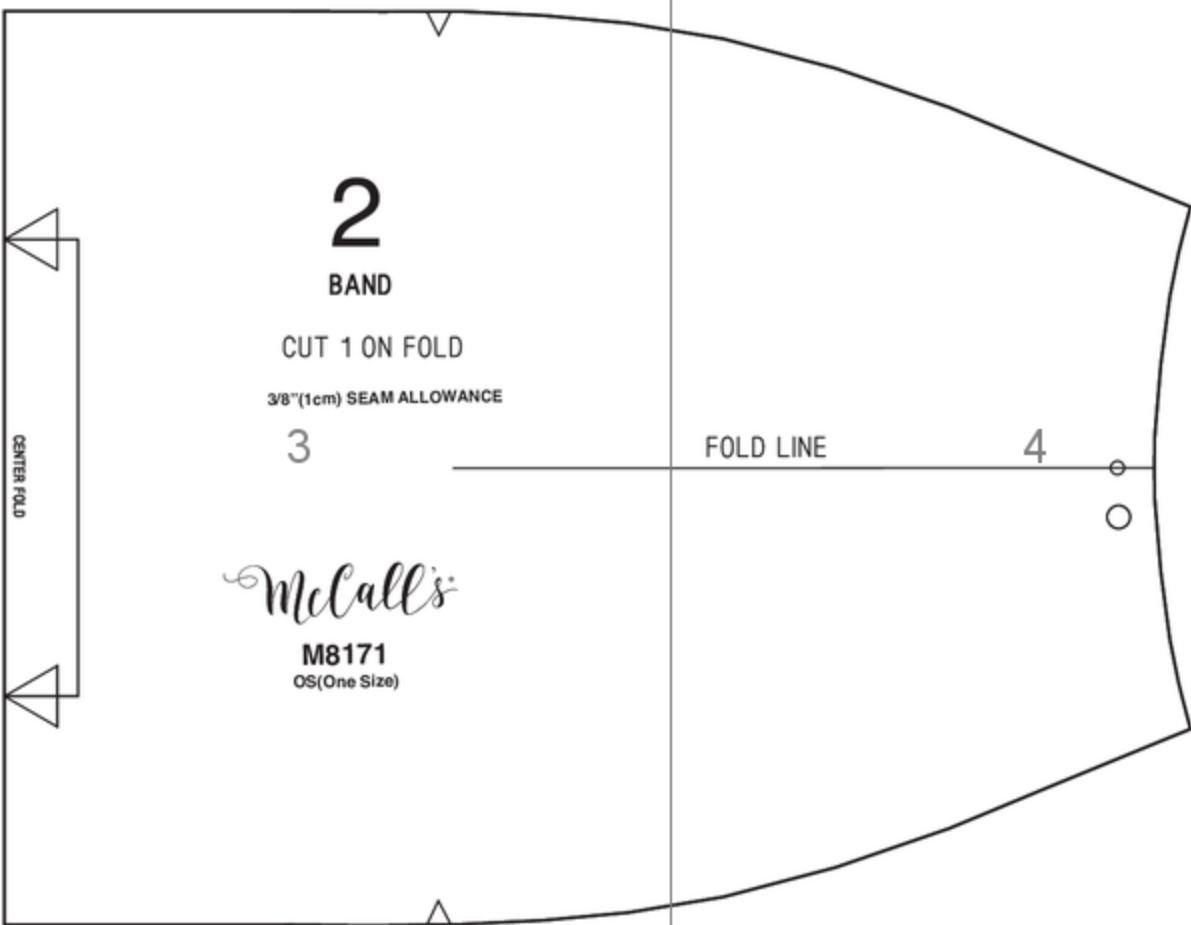 2
BAND
CUT 1 ON FOLD
3/8"(1cm) SEAM ALLOWANCE
3
FOLD LINE
4
CENTER FOLD
McCall's
M8171
OS(One Size)